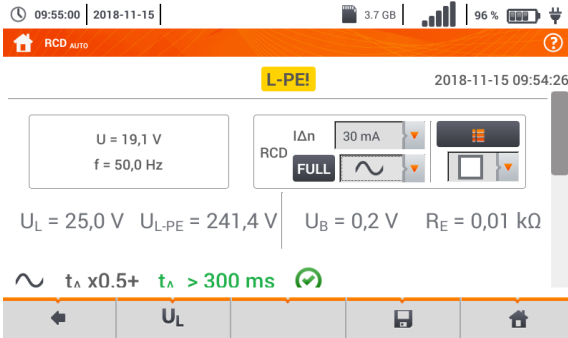 09:55:00 2018-11-15 3.7 GB 96 %
RCD AUTO ?
L-PE! 2018-11-15 09:54:26
U = 19,1 V
f = 50,0 Hz
RCD
IΔn 30 mA
FULL
UL = 25,0 V UL-PE = 241,4 V UB = 0,2 V RE = 0,01 kΩ
tA x0.5+ tA > 300 ms
UL